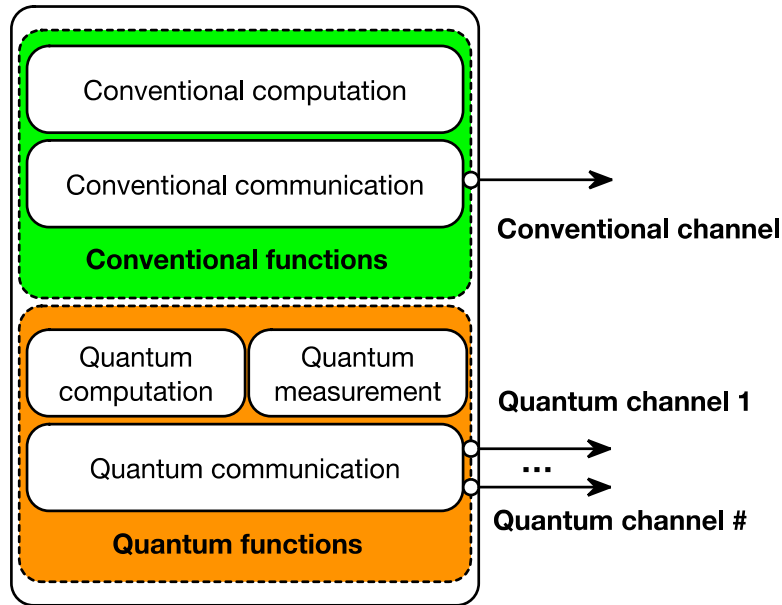 Conventional computation
Conventional communication
Conventional channel
Conventional functions
Quantum
computation
Quantum
measurement
Quantum channel 1
Quantum communication
...
Quantum channel #
Quantum functions